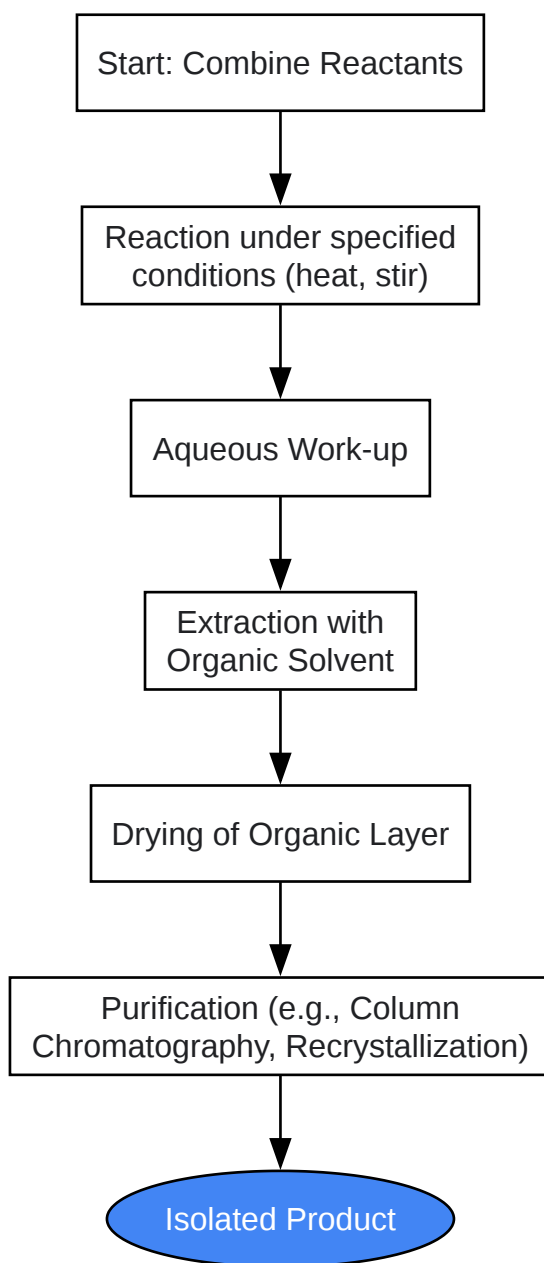 Start: Combine Reactants
Reaction under specified
conditions (heat, stir)
Aqueous Work-up
Extraction with
Organic Solvent
Drying of Organic Layer
Purification (e.g., Column
Chromatography, Recrystallization)
Isolated Product